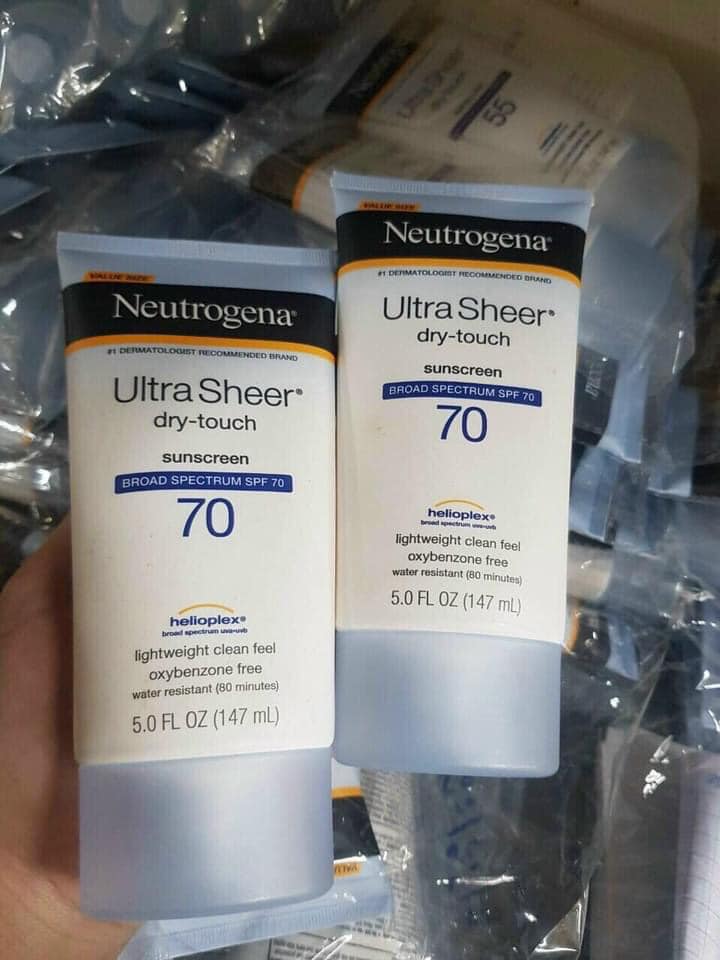 VALUE SIZE
Neutrogena®
#1 DERMATOLOGIST RECOMMENDED BRAND
Ultra Sheer®
dry-touch
sunscreen
BROAD SPECTRUM SPF 70
70
helioplex®
broad spectrum uva-uvb
lightweight clean feel
oxybenzone free
water resistant (80 minutes)
5.0 FL OZ (147 mL)
VALUE SIZE
Neutrogena®
#1 DERMATOLOGIST RECOMMENDED BRAND
Ultra Sheer®
dry-touch
sunscreen
BROAD SPECTRUM SPF 70
70
helioplex®
broad spectrum uva-uvb
lightweight clean feel
oxybenzone free
water resistant (80 minutes)
5.0 FL OZ (147 mL)
Ultra Sheer
55